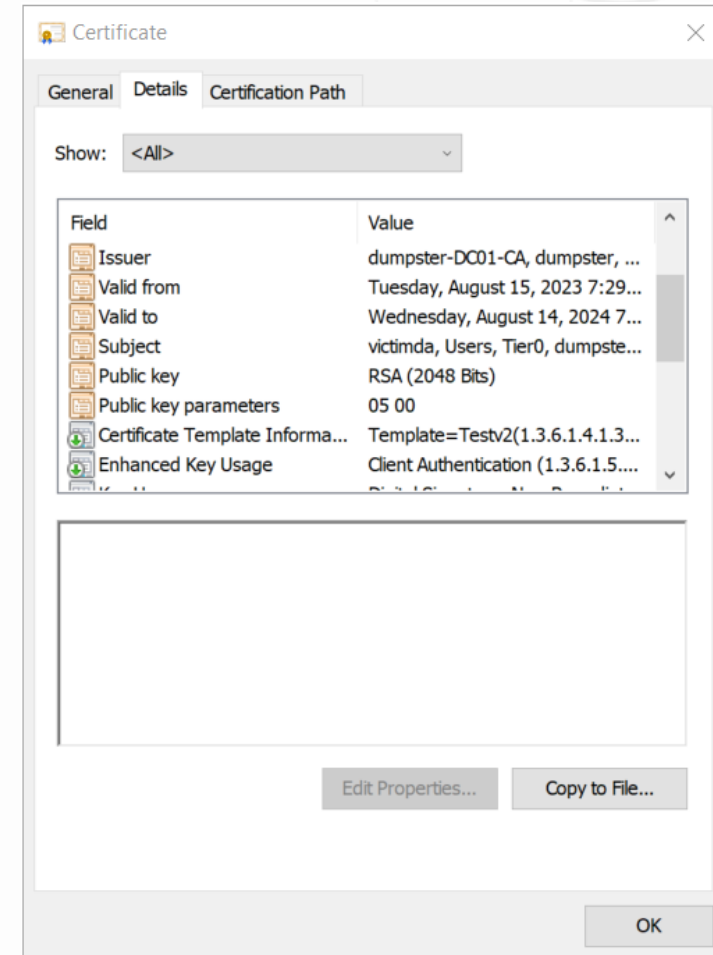 Certificate
General Details Certification Path
Show: <All>
Field Value
Issuer dumpster-DC01-CA, dumpster, ...
Valid from Tuesday, August 15, 2023 7:29...
Valid to Wednesday, August 14, 2024 7...
Subject victimda, Users, Tier0, dumpste...
Public key RSA (2048 Bits)
Public key parameters 05 00
Certificate Template Informa... Template=Testv2(1.3.6.1.4.1.3...
Enhanced Key Usage Client Authentication (1.3.6.1.5....
Edit Properties... Copy to File...
OK